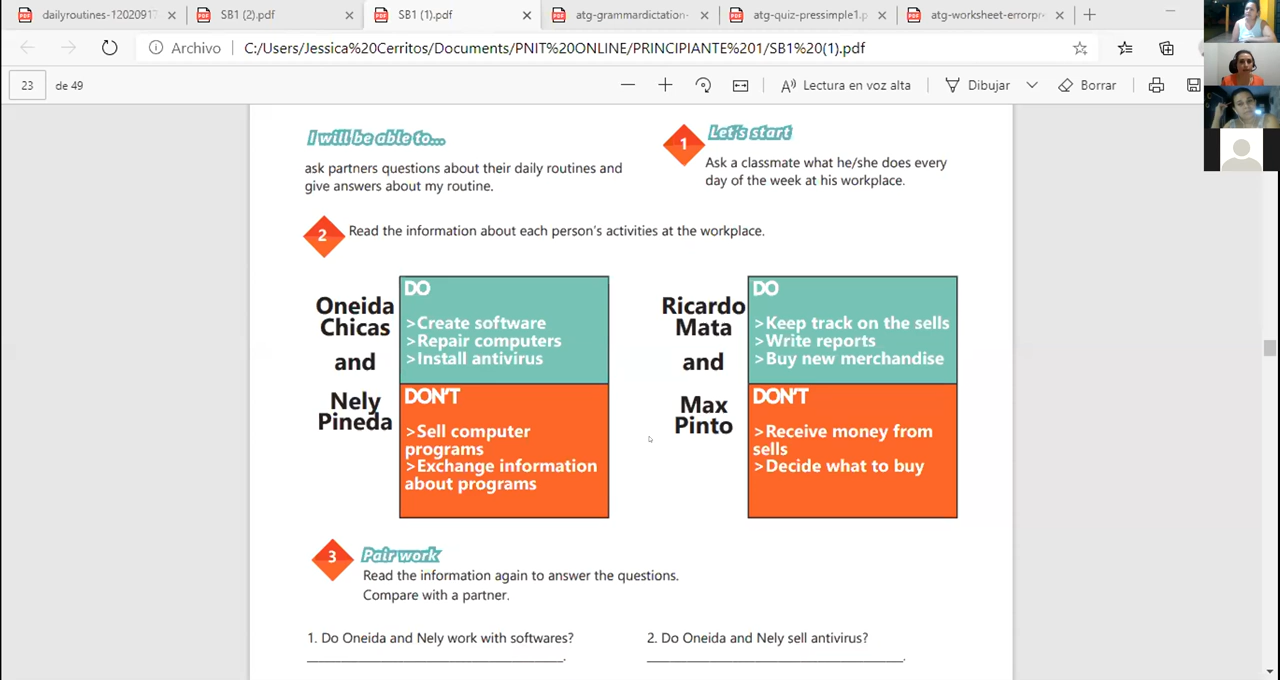 dailyroutines-12020917
SB1 (2).pdf
SB1 (1).pdf
atg-grammardictation-
atg-quiz-pressimple1.p
atg-worksheet-errorpr
Archivo
C:/Users/Jessica%20Cerritos/Documents/PNIT%20ONLINE/PRINCIPIANTE%201/SB1%20(1).pdf
23 de 49
Lectura en voz alta
Dibujar
Borrar
I will be able to...
ask partners questions about their daily routines and
give answers about my routine.
1
Let's start
Ask a classmate what he/she does every
day of the week at his workplace.
2
Read the information about each person's activities at the workplace.
Oneida
Chicas
and
Nely
Pineda
DO
>Create software
>Repair computers
>Install antivirus
DON'T
>Sell computer
programs
>Exchange information
about programs
Ricardo
Mata
and
Max
Pinto
DO
>Keep track on the sells
>Write reports
>Buy new merchandise
DON'T
>Receive money from
sells
>Decide what to buy
3
Pair work
Read the information again to answer the questions.
Compare with a partner.
1. Do Oneida and Nely work with softwares?
2. Do Oneida and Nely sell antivirus?